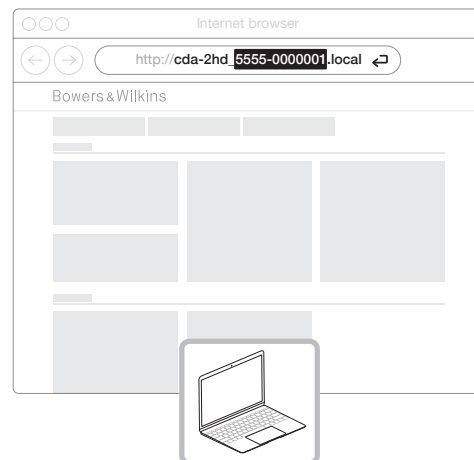 Internet browser
http://cda-2hd_5555-0000001.local
Bowers & Wilkins